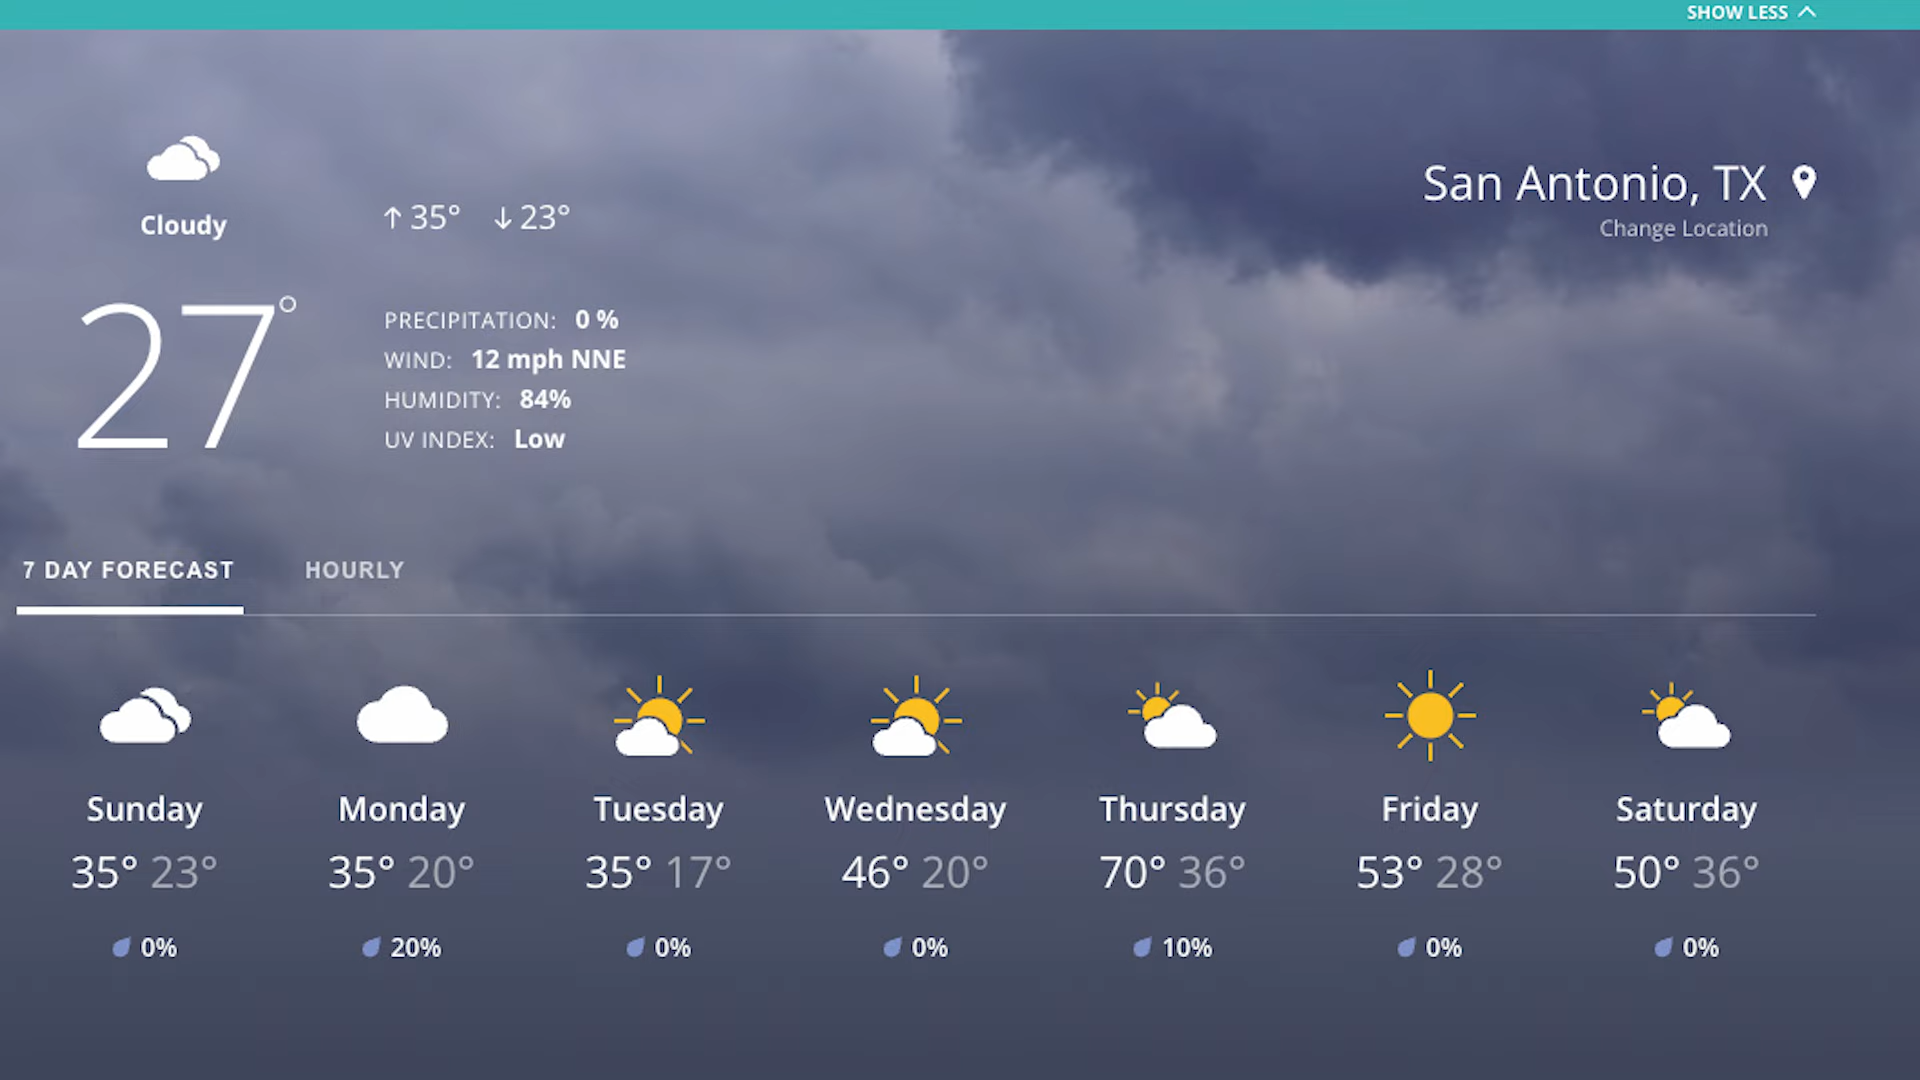 SHOW LESS
San Antonio, TX
Change Location
Cloudy
↑ 35° ↓ 23°
27°
PRECIPITATION: 0 %
WIND: 12 mph NNE
HUMIDITY: 84%
UV INDEX: Low
7 DAY FORECAST HOURLY
Sunday Monday Tuesday Wednesday Thursday Friday Saturday
35° 23° 35° 20° 35° 17° 46° 20° 70° 36° 53° 28° 50° 36°
0% 20% 0% 0% 10% 0% 0%